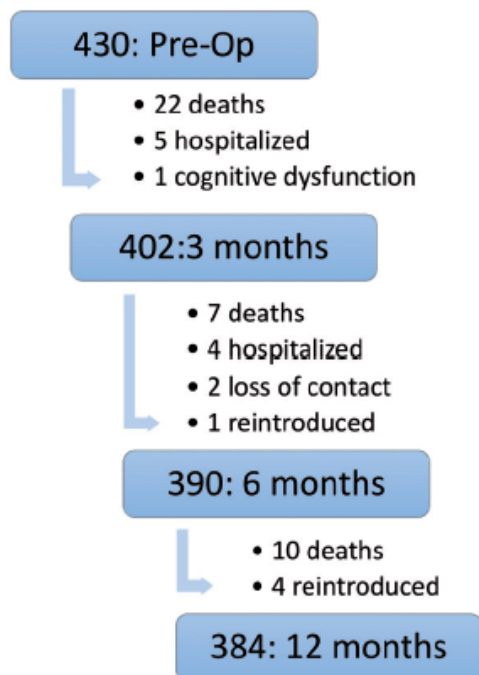 430: Pre-Op
• 22 deaths
• 5 hospitalized
• 1 cognitive dysfunction
402:3 months
• 7 deaths
• 4 hospitalized
• 2 loss of contact
• 1 reintroduced
390: 6 months
• 10 deaths
• 4 reintroduced
384: 12 months